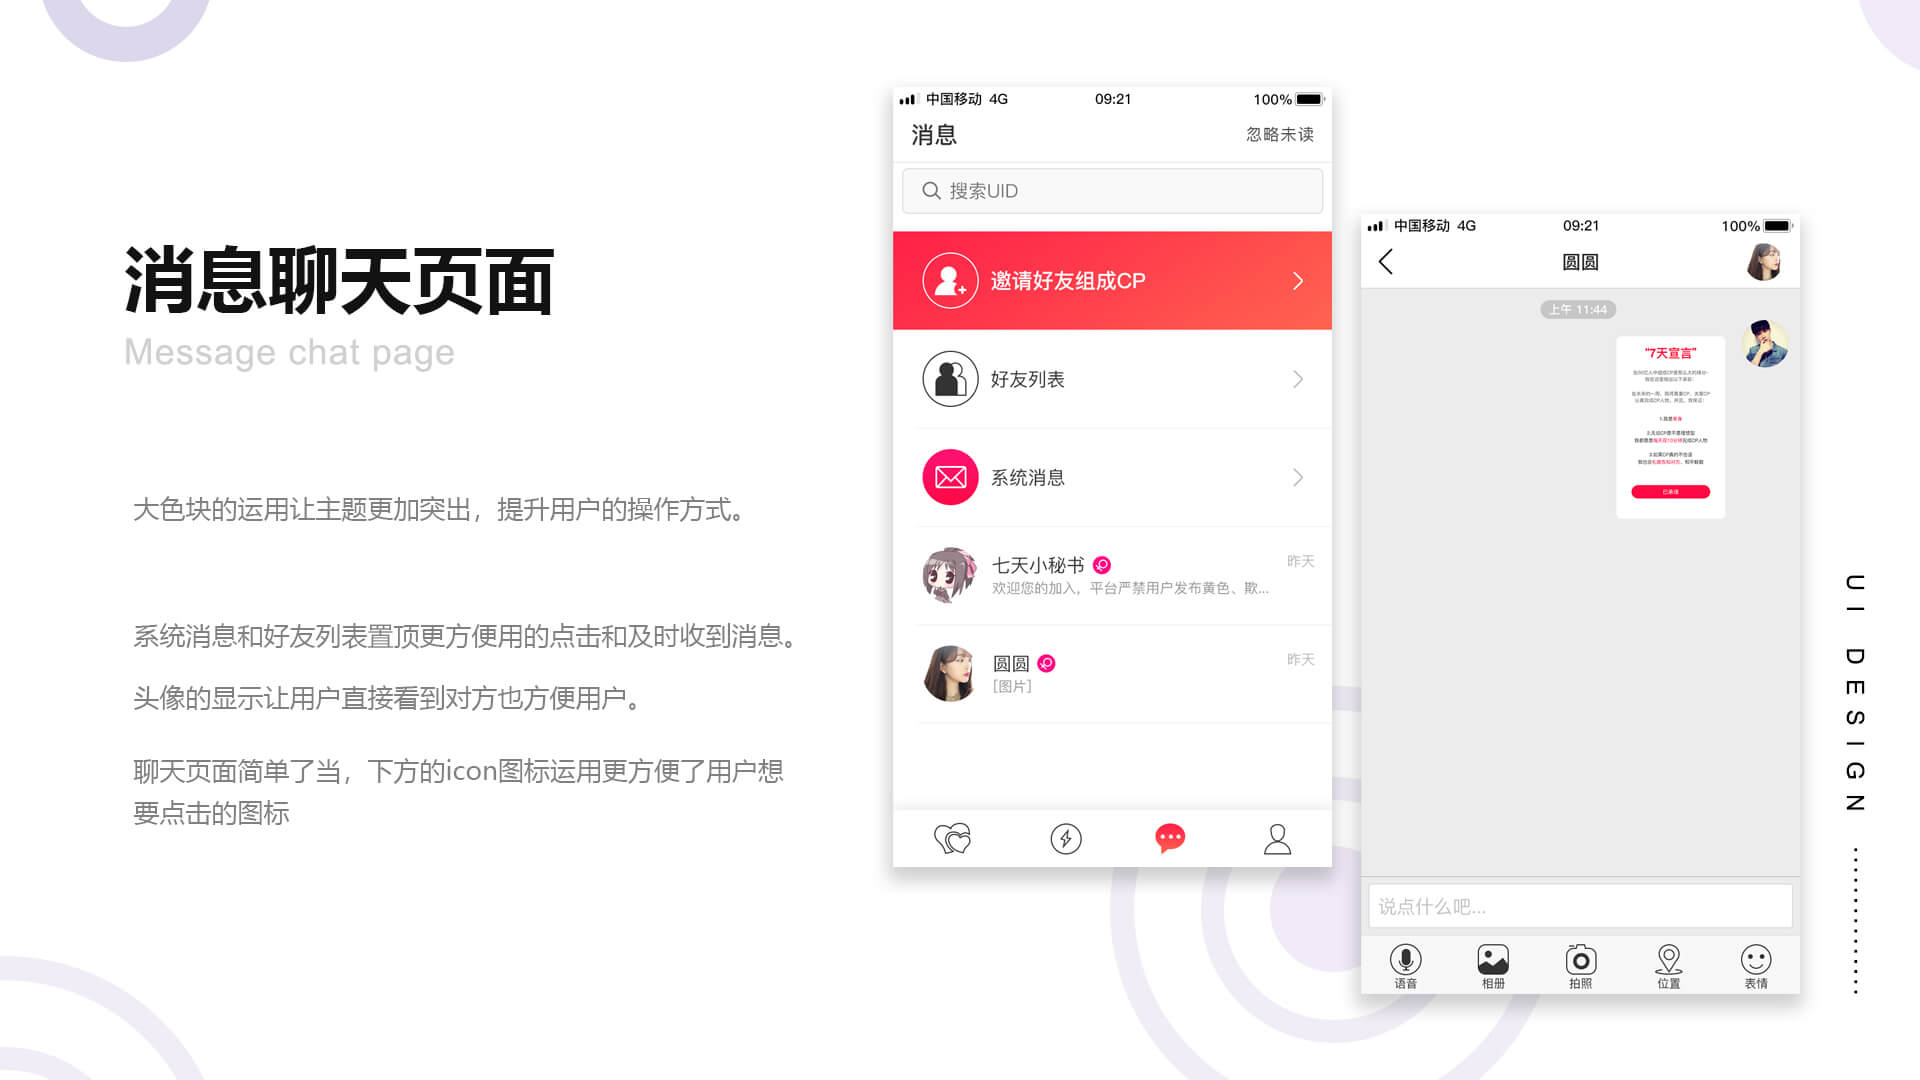 消息聊天页面
Message chat page
大色块的运用让主题更加突出，提升用户的操作方式。
系统消息和好友列表置顶更方便用的点击和及时收到消息。
头像的显示让用户直接看到对方也方便用户。
聊天页面简单了当，下方的icon图标运用更方便了用户想
要点击的图标
中国移动 4G 09:21 100%
消息 忽略未读
搜索UID
邀请好友组成CP
好友列表
系统消息
七天小秘书 昨天
欢迎您的加入，平台严禁用户发布黄色、欺...
圆圆 昨天
[图片]
中国移动 4G 09:21 100%
圆圆
上午 11:44
“7天宣言”
说点什么吧...
语音 相册 拍照 位置 表情
UI DESIGN